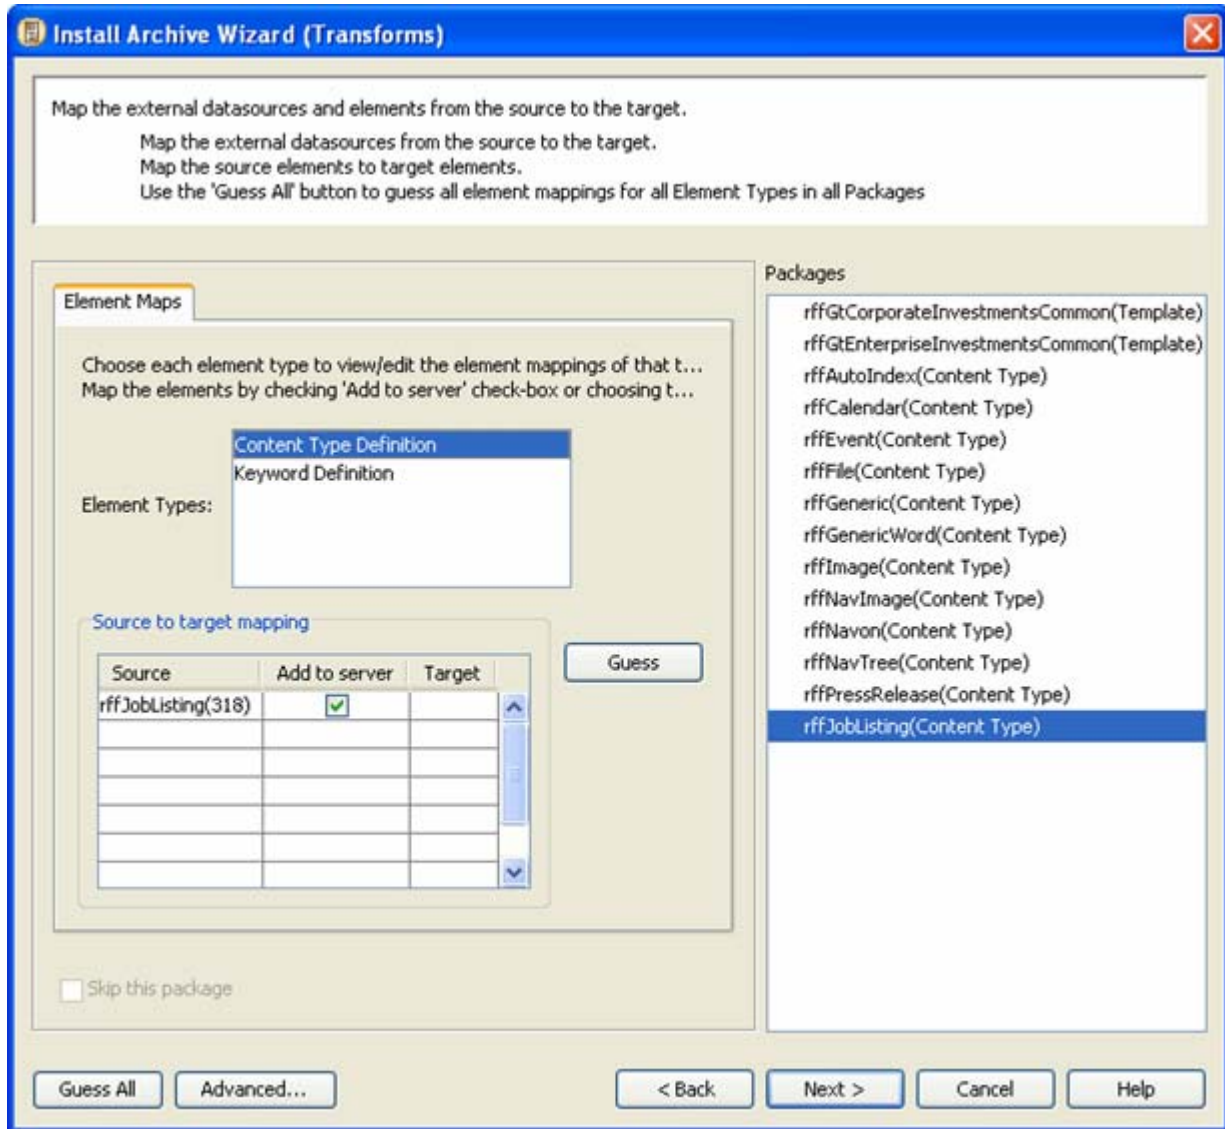 Install Archive Wizard (Transforms)
Map the external datasources and elements from the source to the target.
Map the external datasources from the source to the target.
Map the source elements to target elements.
Use the 'Guess All' button to guess all element mappings for all Element Types in all Packages
Element Maps
Choose each element type to view/edit the element mappings of that t...
Map the elements by checking 'Add to server' check-box or choosing t...
Element Types:
Content Type Definition
Keyword Definition
Source to target mapping
Source Add to server Target
rffJobListing(318)
Guess
Skip this package
Packages
rffGtCorporateInvestmentsCommon(Template)
rffGtEnterpriseInvestmentsCommon(Template)
rffAutoIndex(Content Type)
rffCalendar(Content Type)
rffEvent(Content Type)
rffFile(Content Type)
rffGeneric(Content Type)
rffGenericWord(Content Type)
rffImage(Content Type)
rffNavImage(Content Type)
rffNavon(Content Type)
rffNavTree(Content Type)
rffPressRelease(Content Type)
rffJobListing(Content Type)
Guess All Advanced... < Back Next > Cancel Help